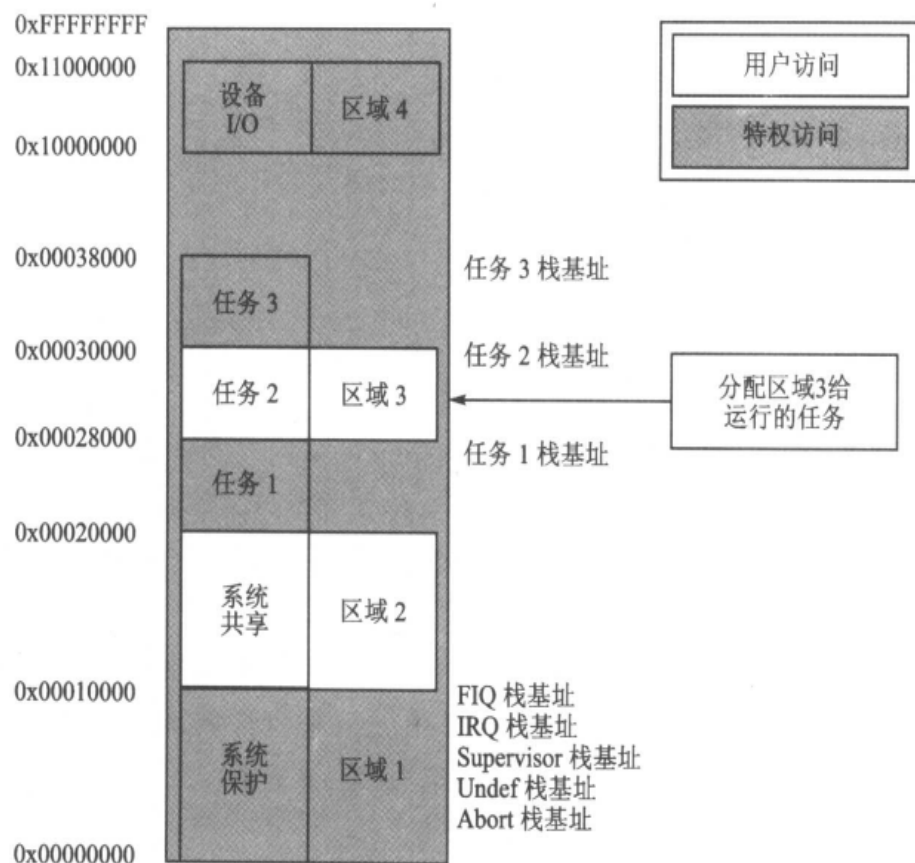 0xFFFFFFFF
0x11000000
设备
I/O
区域 4
用户访问
特权访问
0x10000000
0x00038000
任务 3 栈基址
任务 3
0x00030000
任务 2 栈基址
任务 2
区域 3
分配区域3给
运行的任务
0x00028000
任务 1 栈基址
任务 1
0x00020000
系统
共享
区域 2
0x00010000
FIQ 栈基址
IRQ 栈基址
Supervisor 栈基址
Undef 栈基址
Abort 栈基址
系统
保护
区域 1
0x00000000